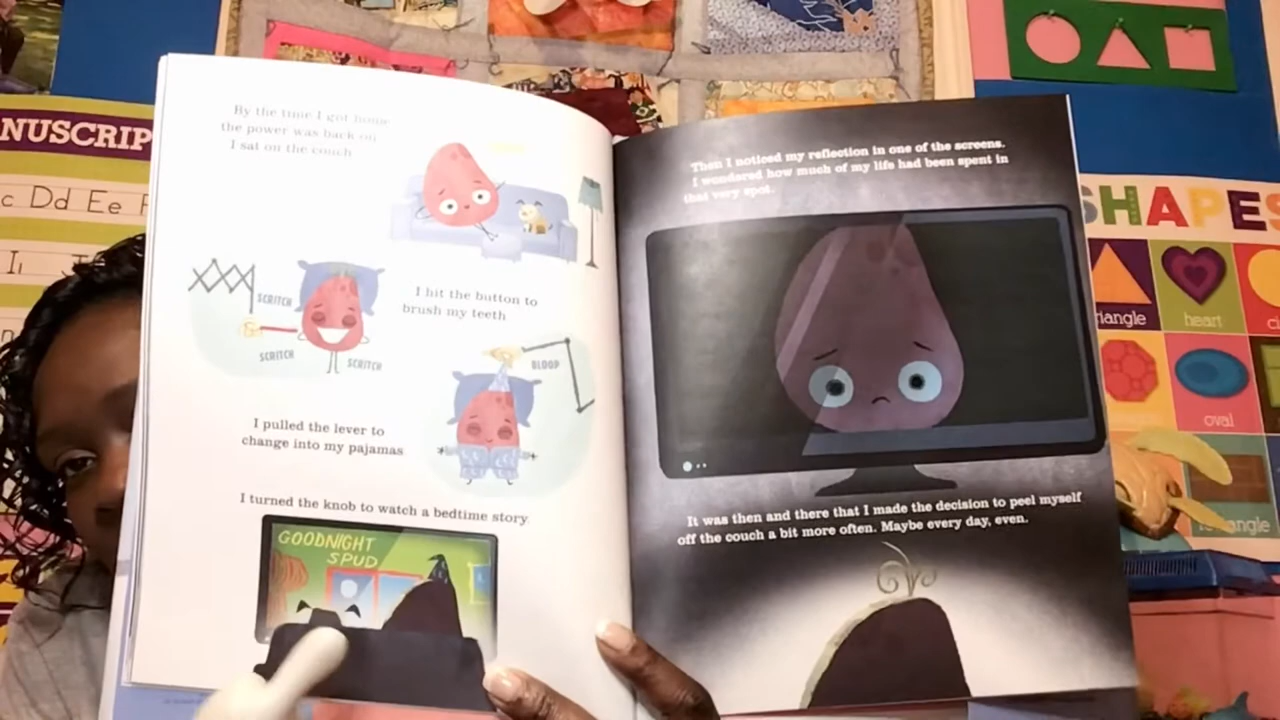 NUSCRIP
c Dd Ee F
By the time I got home
the power was back on
I sat on the couch
SCRITCH
SCRITCH
SCRITCH
I hit the button to
brush my teeth
BLOOP
I pulled the lever to
change into my pajamas
I turned the knob to watch a bedtime story
GOODNIGHT
SPUD
Then I noticed my reflection in one of the screens.
I wondered how much of my life had been spent in
that very spot.
It was then and there that I made the decision to peel myself
off the couch a bit more often. Maybe every day, even.
SHAPES
riangle
heart
ci
oval
angle